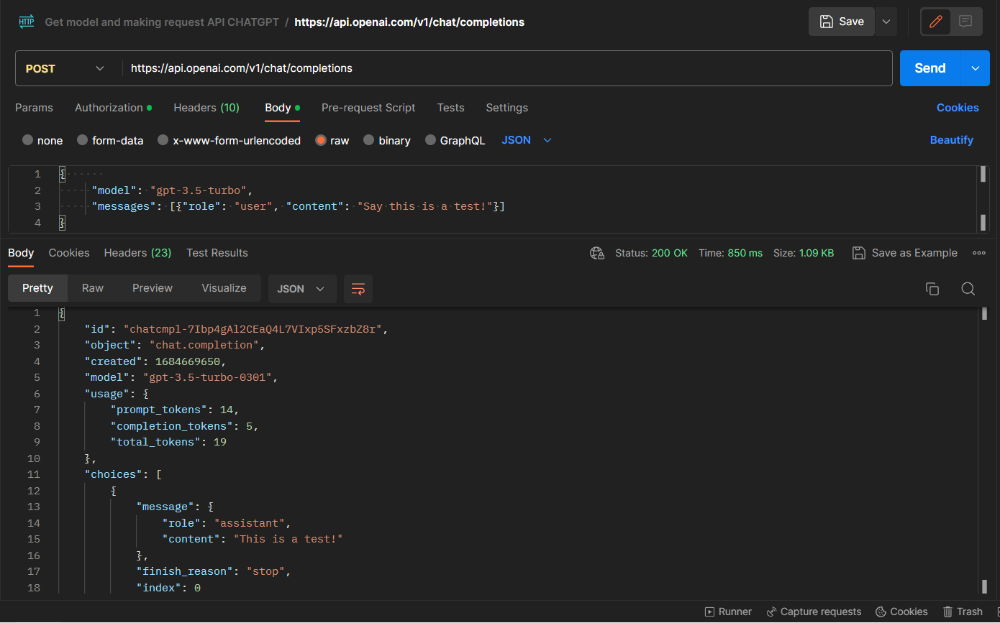 HTTP Get model and making request API CHATGPT / https://api.openai.com/v1/chat/completions Save
POST https://api.openai.com/v1/chat/completions Send
Params Authorization Headers (10) Body Pre-request Script Tests Settings Cookies
none form-data x-www-form-urlencoded raw binary GraphQL JSON Beautify
1 {
2 "model": "gpt-3.5-turbo",
3 "messages": [{"role": "user", "content": "Say this is a test!"}]
4 }
Body Cookies Headers (23) Test Results Status: 200 OK Time: 850 ms Size: 1.09 KB Save as Example
Pretty Raw Preview Visualize JSON
1 {
2 "id": "chatcmpl-7Ibp4gAl2CEaQ4L7VIxp5SFxzbZ8r",
3 "object": "chat.completion",
4 "created": 1684669650,
5 "model": "gpt-3.5-turbo-0301",
6 "usage": {
7 "prompt_tokens": 14,
8 "completion_tokens": 5,
9 "total_tokens": 19
10 },
11 "choices": [
12 {
13 "message": {
14 "role": "assistant",
15 "content": "This is a test!"
16 },
17 "finish_reason": "stop",
18 "index": 0
Runner Capture requests Cookies Trash